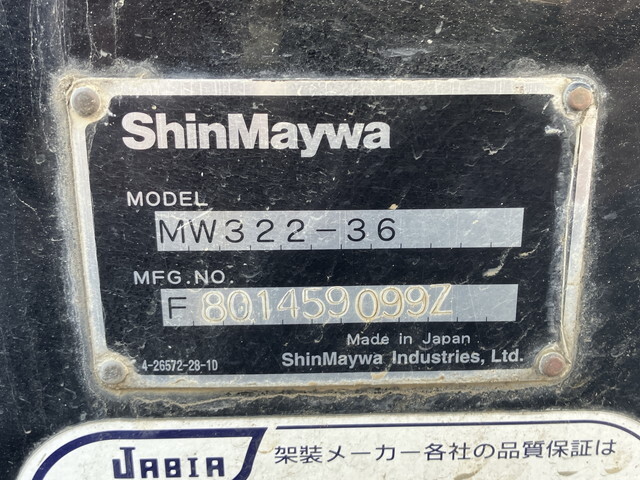 ShinMaywa
MODEL
MW322-36
MFG.NO.
F 801459099Z
Made in Japan
4-26572-28-10
ShinMaywa Industries, Ltd.
JABIA
架装メーカー各社の品質保証は